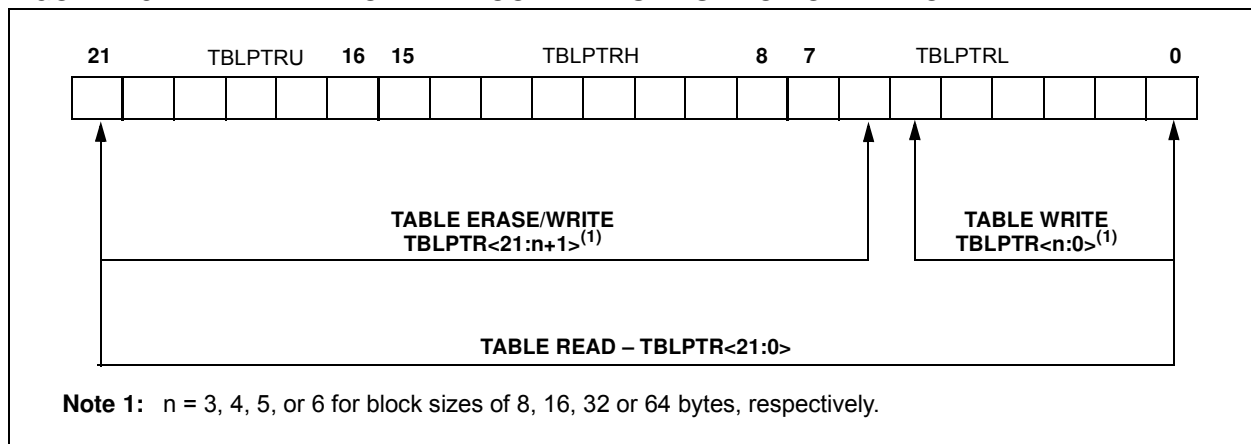 21 TBLPTRU 16 15 TBLPTRH 8 7 TBLPTRL 0
TABLE ERASE/WRITE
TBLPTR<21:n+1>(1)
TABLE WRITE
TBLPTR<n:0>(1)
TABLE READ – TBLPTR<21:0>
Note 1: n = 3, 4, 5, or 6 for block sizes of 8, 16, 32 or 64 bytes, respectively.